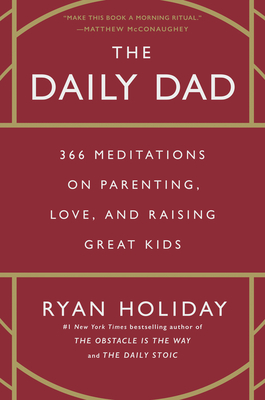 "MAKE THIS BOOK A MORNING RITUAL."
—MATTHEW McCONAUGHEY
THE
DAILY DAD
366 MEDITATIONS
ON PARENTING,
LOVE, AND RAISING
GREAT KIDS
RYAN HOLIDAY
#1 New York Times bestselling author of
THE OBSTACLE IS THE WAY
and THE DAILY STOIC